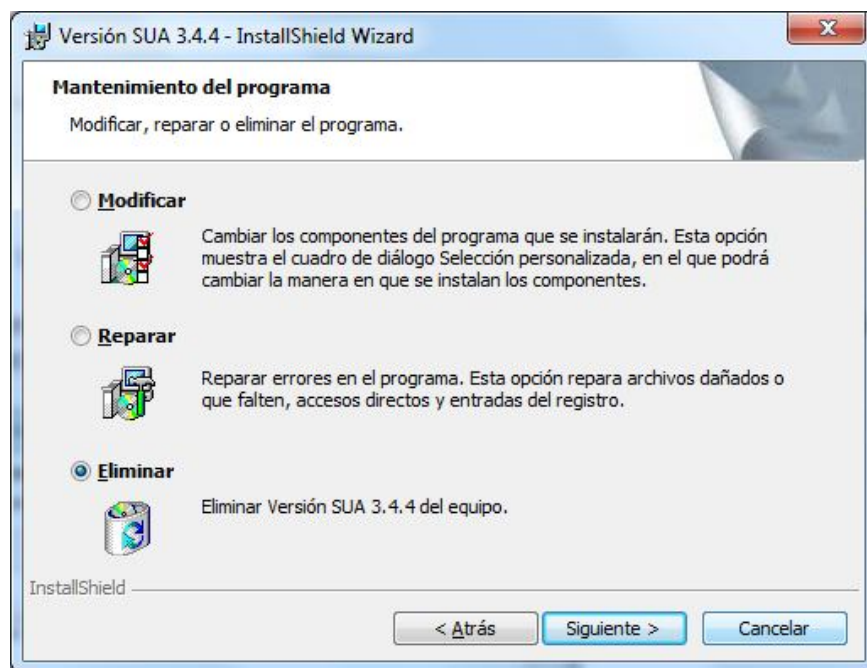 Versión SUA 3.4.4 - InstallShield Wizard
Mantenimiento del programa
Modificar, reparar o eliminar el programa.
Modificar
Cambiar los componentes del programa que se instalarán. Esta opción
muestra el cuadro de diálogo Selección personalizada, en el que podrá
cambiar la manera en que se instalan los componentes.
Reparar
Reparar errores en el programa. Esta opción repara archivos dañados o
que falten, accesos directos y entradas del registro.
Eliminar
Eliminar Versión SUA 3.4.4 del equipo.
InstallShield
< Atrás Siguiente > Cancelar